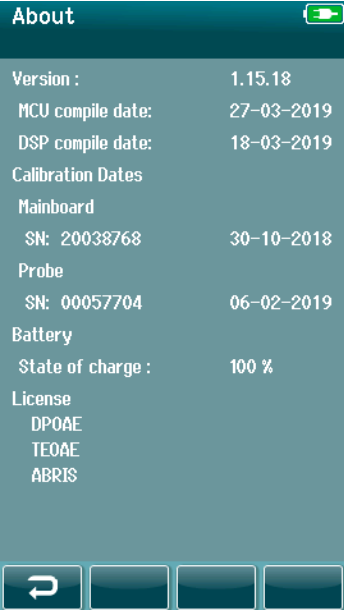 About
Version : 1.15.18
MCU compile date: 27-03-2019
DSP compile date: 18-03-2019
Calibration Dates
Mainboard
SN: 20038768 30-10-2018
Probe
SN: 00057704 06-02-2019
Battery
State of charge : 100 %
License
DPOAE
TEOAE
ABRIS